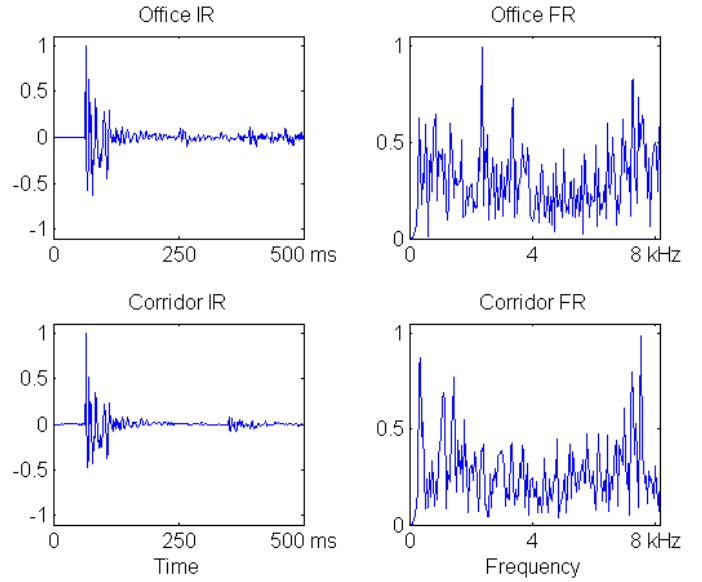 Office IR
Office FR
1
0.5
0
-0.5
-1
0
250
500 ms
1
0.5
0
0
4
8 kHz
Corridor IR
Corridor FR
1
0.5
0
-0.5
-1
0
250
500 ms
Time
1
0.5
0
0
4
8 kHz
Frequency